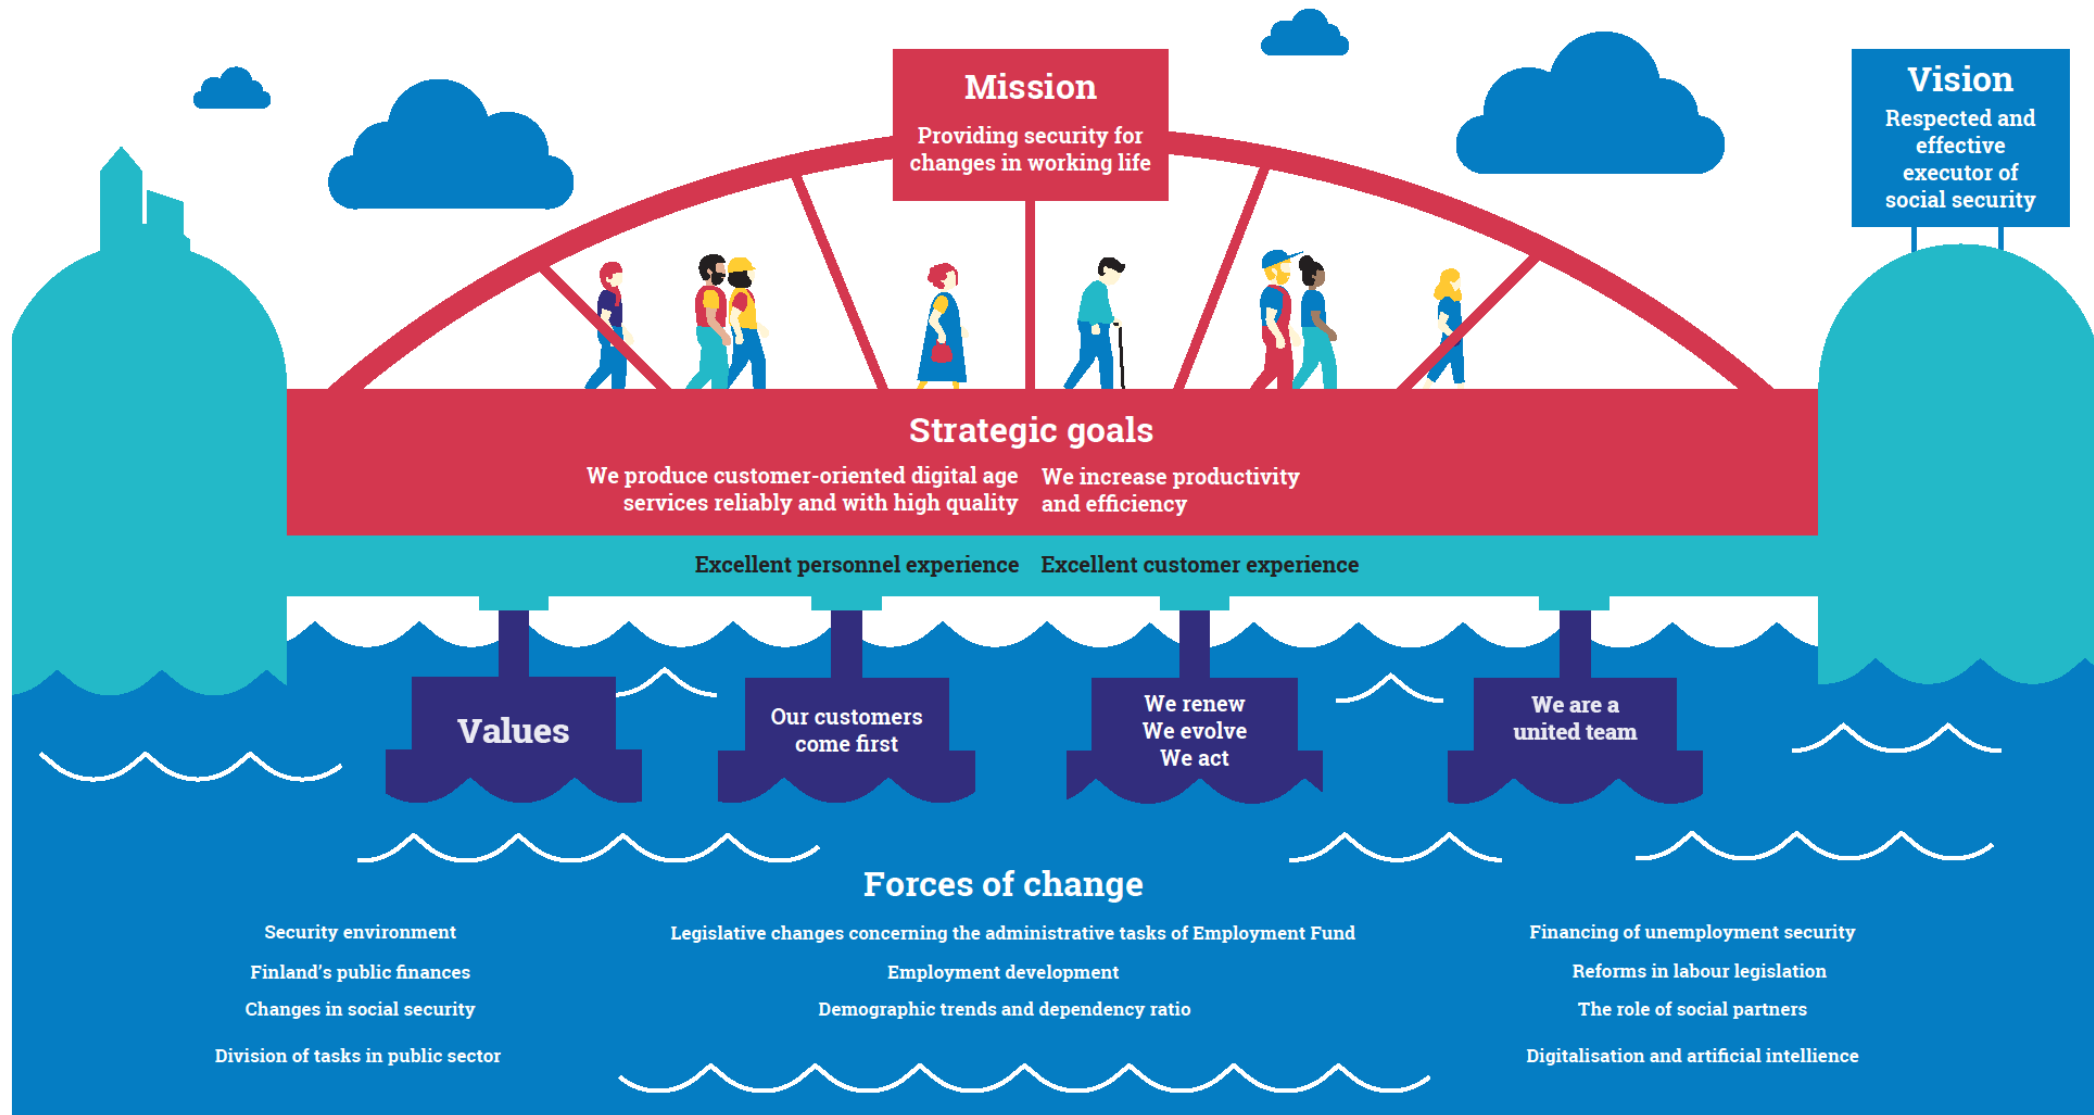 Mission
Providing security for
changes in working life
Vision
Respected and
effective
executor of
social security
Strategic goals
We produce customer-oriented digital age
services reliably and with high quality
We increase productivity
and efficiency
Excellent personnel experience
Excellent customer experience
Values
Our customers
come first
We renew
We evolve
We act
We are a
united team
Forces of change
Security environment
Finland's public finances
Changes in social security
Division of tasks in public sector
Legislative changes concerning the administrative tasks of Employment Fund
Employment development
Demographic trends and dependency ratio
Financing of unemployment security
Reforms in labour legislation
The role of social partners
Digitalisation and artificial intellience